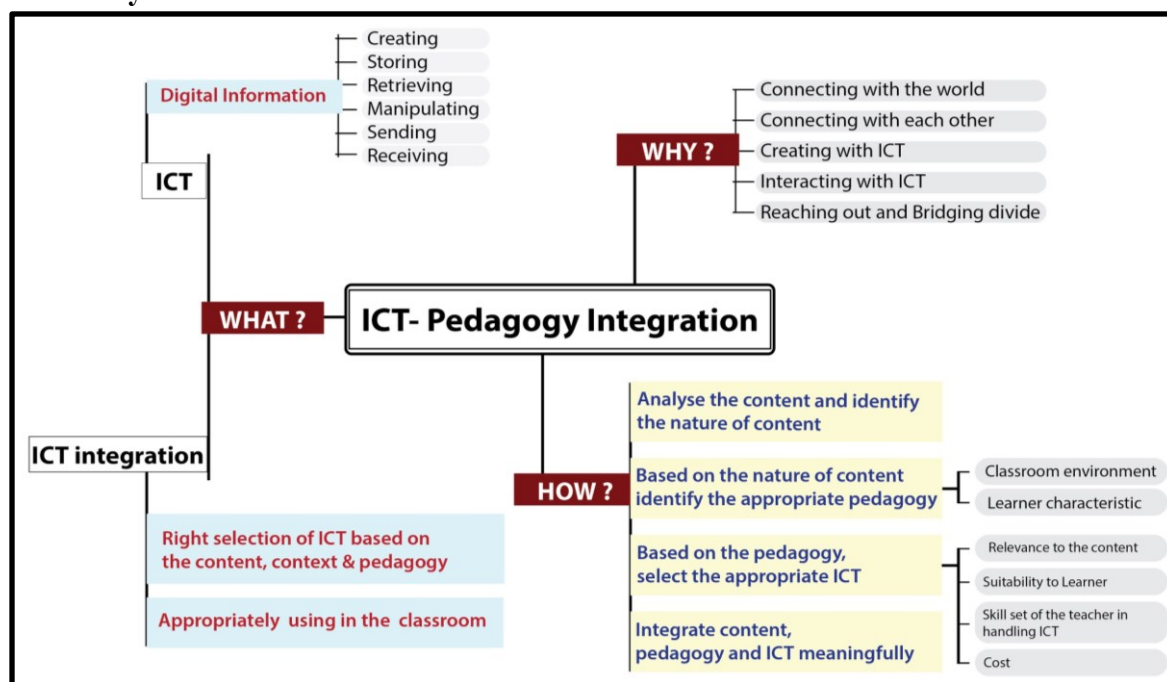 Digital Information
Creating
Storing
Retrieving
Manipulating
Sending
Receiving
ICT
WHY ?
Connecting with the world
Connecting with each other
Creating with ICT
Interacting with ICT
Reaching out and Bridging divide
WHAT ?
ICT- Pedagogy Integration
ICT integration
Right selection of ICT based on
the content, context & pedagogy
Appropriately using in the classroom
HOW ?
Analyse the content and identify
the nature of content
Based on the nature of content
identify the appropriate pedagogy
Classroom environment
Learner characteristic
Based on the pedagogy,
select the appropriate ICT
Relevance to the content
Suitability to Learner
Skill set of the teacher in
handling ICT
Cost
Integrate content,
pedagogy and ICT meaningfully